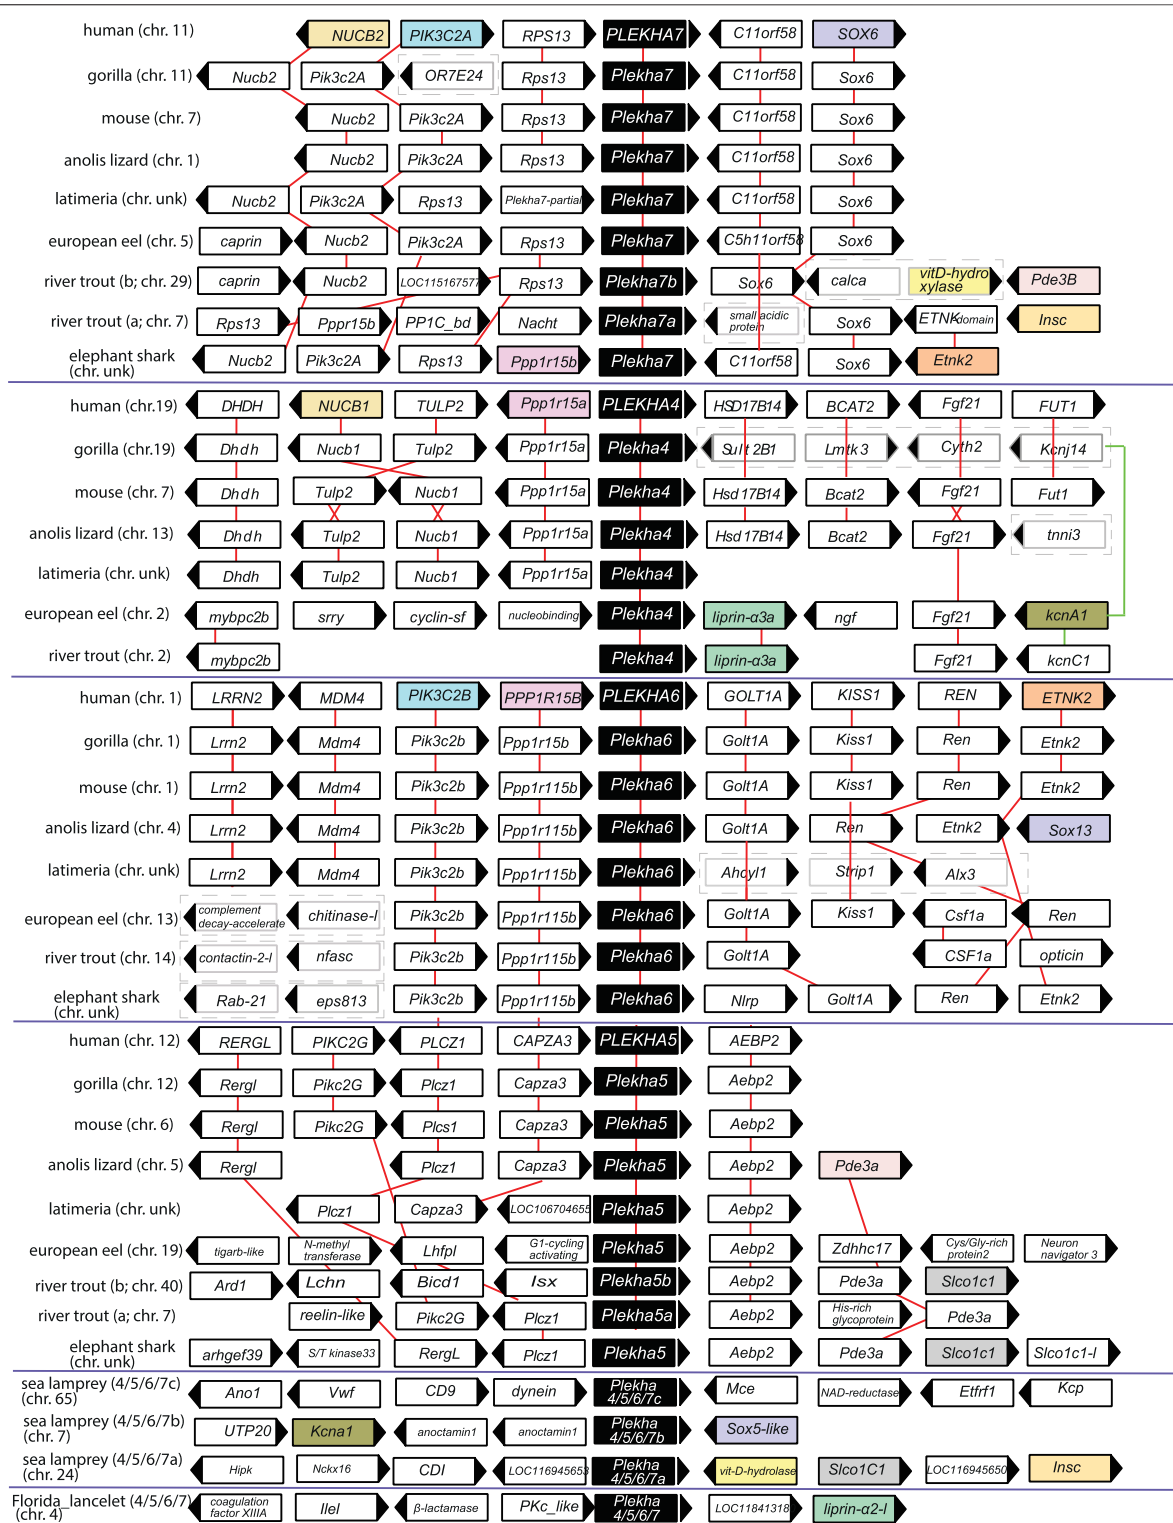 human (chr. 11) NUCB2 PIK3C2A RPS13 PLEKHA7 C11orf58 SOX6
gorilla (chr. 11) Nucb2 Pik3c2A OR7E24 Rps13 Plekha7 C11orf58 Sox6
mouse (chr. 7) Nucb2 Pik3c2A Rps13 Plekha7 C11orf58 Sox6
anolis lizard (chr. 1) Nucb2 Pik3c2A Rps13 Plekha7 C11orf58 Sox6
latimeria (chr. unk) Nucb2 Pik3c2A Rps13 Plekha7-partial Plekha7 C11orf58 Sox6
european eel (chr. 5) caprin Nucb2 Pik3c2A Rps13 Plekha7 C5h11orf58 Sox6
river trout (b; chr. 29) caprin Nucb2 LOC115167577 Rps13 Plekha7b Sox6 calca vitD-hydro xylase Pde3B
river trout (a; chr. 7) Rps13 Pppr15b PP1C_bd Nacht Plekha7a small acidic protein Sox6 ETNK-domain Insc
elephant shark (chr. unk) Nucb2 Pik3c2A Rps13 Ppp1r15b Plekha7 C11orf58 Sox6 Etnk2
human (chr.19) DHDH NUCB1 TULP2 Ppp1r15a PLEKHA4 HSD17B14 BCAT2 Fgf21 FUT1
gorilla (chr.19) Dhdh Nucb1 Tulp2 Ppp1r15a Plekha4 Sult2B1 Lmtk3 Cyth2 Kcnj14
mouse (chr. 7) Dhdh Tulp2 Nucb1 Ppp1r15a Plekha4 Hsd17B14 Bcat2 Fgf21 Fut1
anolis lizard (chr. 13) Dhdh Tulp2 Nucb1 Ppp1r15a Plekha4 Hsd17B14 Bcat2 Fgf21 tnni3
latimeria (chr. unk) Dhdh Tulp2 Nucb1 Ppp1r15a Plekha4
european eel (chr. 2) mybpc2b srry cyclin-sf nucleobinding Plekha4 liprin-α3a ngf Fgf21 kcnA1
river trout (chr. 2) mybpc2b Plekha4 liprin-α3a Fgf21 kcnC1
human (chr. 1) LRRN2 MDM4 PIK3C2B PPP1R15B PLEKHA6 GOLT1A KISS1 REN ETNK2
gorilla (chr. 1) Lrrn2 Mdm4 Pik3c2b Ppp1r15b Plekha6 Golt1A Kiss1 Ren Etnk2
mouse (chr. 1) Lrrn2 Mdm4 Pik3c2b Ppp1r115b Plekha6 Golt1A Kiss1 Ren Etnk2
anolis lizard (chr. 4) Lrrn2 Mdm4 Pik3c2b Ppp1r115b Plekha6 Golt1A Ren Etnk2 Sox13
latimeria (chr. unk) Lrrn2 Mdm4 Pik3c2b Ppp1r115b Plekha6 Ahcyl1 Strip1 Alx3
european eel (chr. 13) complement decay-accelerate chitinase-l Pik3c2b Ppp1r115b Plekha6 Golt1A Kiss1 Csf1a Ren
river trout (chr. 14) contactin-2-l nfasc Pik3c2b Ppp1r115b Plekha6 Golt1A CSF1a opticin
elephant shark (chr. unk) Rab-21 eps813 Pik3c2b Ppp1r115b Plekha6 Nlrp Golt1A Ren Etnk2
human (chr. 12) RERGL PIKC2G PLCZ1 CAPZA3 PLEKHA5 AEBP2
gorilla (chr. 12) Rergl Pikc2G Plcz1 Capza3 Plekha5 Aebp2
mouse (chr. 6) Rergl Pikc2G Plcs1 Capza3 Plekha5 Aebp2
anolis lizard (chr. 5) Rergl Plcz1 Capza3 Plekha5 Aebp2 Pde3a
latimeria (chr. unk) Plcz1 Capza3 LOC106704655 Plekha5 Aebp2
european eel (chr. 19) tigarb-like N-methyl transferase Lhfpl G1-cycling activating Plekha5 Aebp2 Zdhhc17 Cys/Gly-rich protein2 Neuron navigator 3
river trout (b; chr. 40) Ard1 Lchn Bicd1 Isx Plekha5b Aebp2 Pde3a Slco1c1
river trout (a; chr. 7) reelin-like Pikc2G Plcz1 Plekha5a Aebp2 His-rich glycoprotein Pde3a
elephant shark (chr. unk) arhgef39 S/T kinase33 RergL Plcz1 Plekha5 Aebp2 Pde3a Slco1c1 Slco1c1-l
sea lamprey (4/5/6/7c) (chr. 65) Ano1 Vwf CD9 dynein Plekha 4/5/6/7c Mce NAD-reductase Etfrf1 Kcp
sea lamprey (4/5/6/7b) (chr. 7) UTP20 Kcna1 anoctamin1 anoctamin1 Plekha 4/5/6/7b Sox5-like
sea lamprey (4/5/6/7a) (chr. 24) Hipk Nckx16 CDI LOC116945653 Plekha 4/5/6/7a vit-D-hydrolase Slco1C1 LOC116945650 Insc
Florida_lancelet (4/5/6/7) (chr. 4) coagulation factor XIIIA Ilel β-lactamase PKc_like Plekha 4/5/6/7 LOC11841318 liprin-α2-l